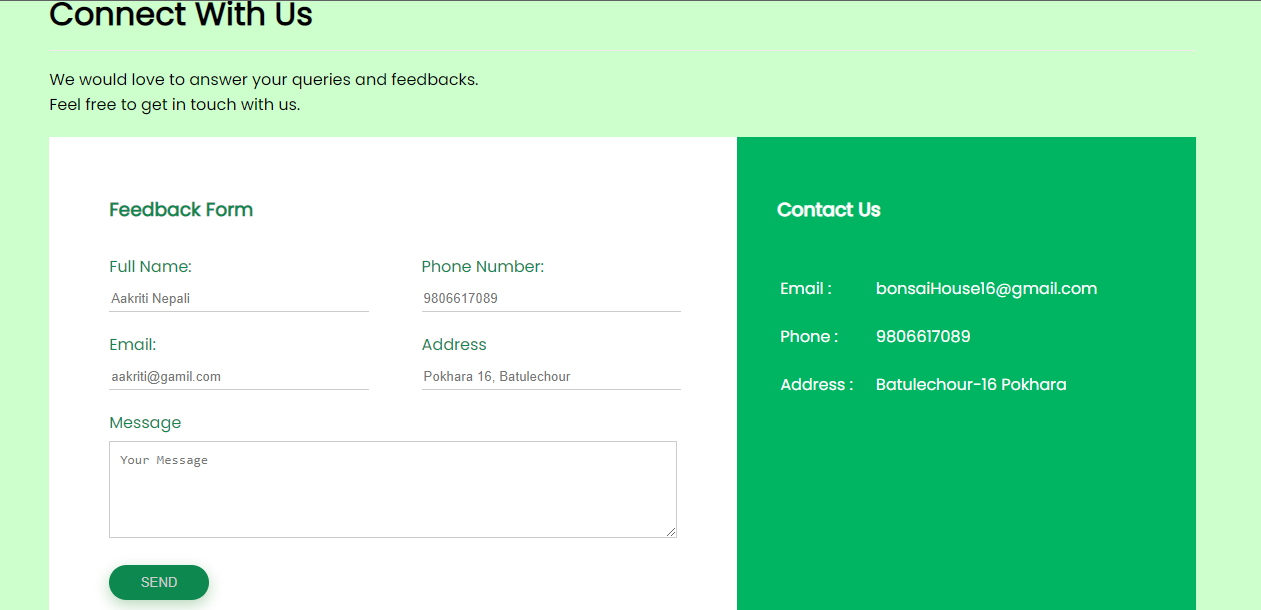 Connect With Us
We would love to answer your queries and feedbacks.
Feel free to get in touch with us.
Feedback Form
Full Name:
Phone Number:
Aakriti Nepali
9806617089
Email:
Address
aakriti@gamil.com
Pokhara 16, Batulechour
Message
Your Message
SEND
Contact Us
Email : bonsaiHouse16@gmail.com
Phone : 9806617089
Address : Batulechour-16 Pokhara